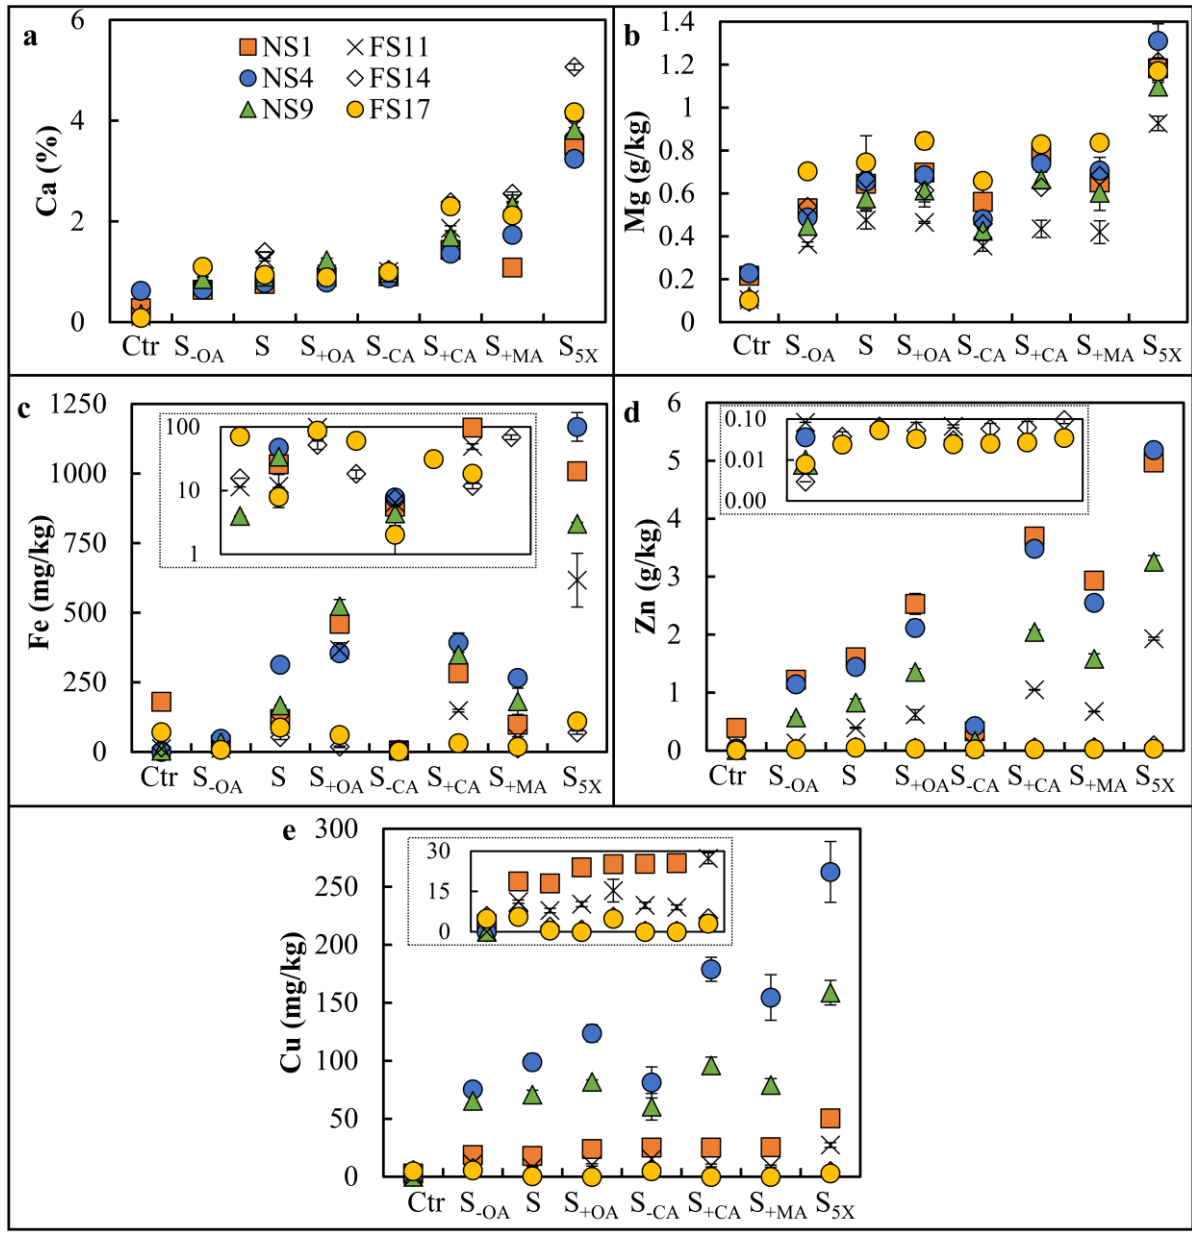 a
6
4
2
0
Ca (%)
NS1 FS11
NS4 FS14
NS9 FS17
Ctr S-OA S S+OA S-CA S+CA S+MA S5X
b
1.4
1.2
1
0.8
0.6
0.4
0.2
0
Mg (g/kg)
Ctr S-OA S S+OA S-CA S+CA S+MA S5X
c
1250
1000
750
500
250
0
Fe (mg/kg)
100
10
1
Ctr S-OA S S+OA S-CA S+CA S+MA S5X
d
6
5
4
3
2
1
0
Zn (g/kg)
0.10
0.01
0.00
Ctr S-OA S S+OA S-CA S+CA S+MA S5X
e
300
250
200
150
100
50
0
Cu (mg/kg)
30
15
0
Ctr S-OA S S+OA S-CA S+CA S+MA S5X